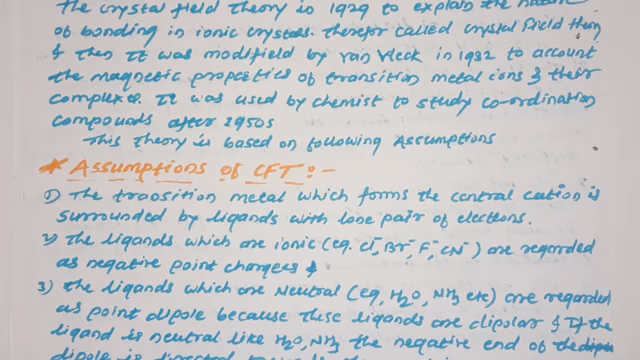 The crystal field theory is 1929 to explain the nature
of bonding in ionic crystals. therefor called crystal field theory
& then It was modifield by van Vleck in 1932 to account
the magnetic propeties of transition metal ions & their
complexes. It was used by chemist to study co-ordination
compounds after 1950s
This theory is based on following Assumptions
* Assumptions of CFT :-
1) The transition metal which forms the central cation is
surrounded by ligands with lone pair of electrons.
2) The ligands which are ionic (eg. Cl⁻, Br⁻, F⁻, CN⁻) are regarded
as negative point charges &
3) The ligands which are Neutral (eg, H₂O, NH₃ etc) are regarded
as point dipole because these ligands are dipolar & If the
ligand is neutral like H₂O, NH₃ the negative end of the
dipole is directed